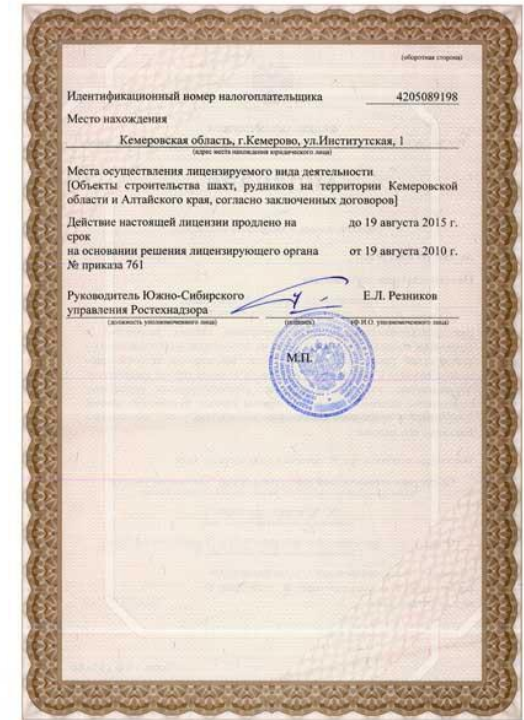 (оборотная сторона)
Идентификационный номер налогоплательщика 4205089198
Место нахождения
Кемеровская область, г.Кемерово, ул.Институтская, 1
(адрес места нахождения юридического лица)
Места осуществления лицензируемого вида деятельности
[Объекты строительства шахт, рудников на территории Кемеровской
области и Алтайского края, согласно заключенных договоров]
Действие настоящей лицензии продлено на до 19 августа 2015 г.
срок
на основании решения лицензирующего органа от 19 августа 2010 г.
№ приказа 761
Руководитель Южно-Сибирского Е.Л. Резников
управления Ростехнадзора
(должность уполномоченного лица) (подпись) (Ф.И.О. уполномоченного лица)
М.П.